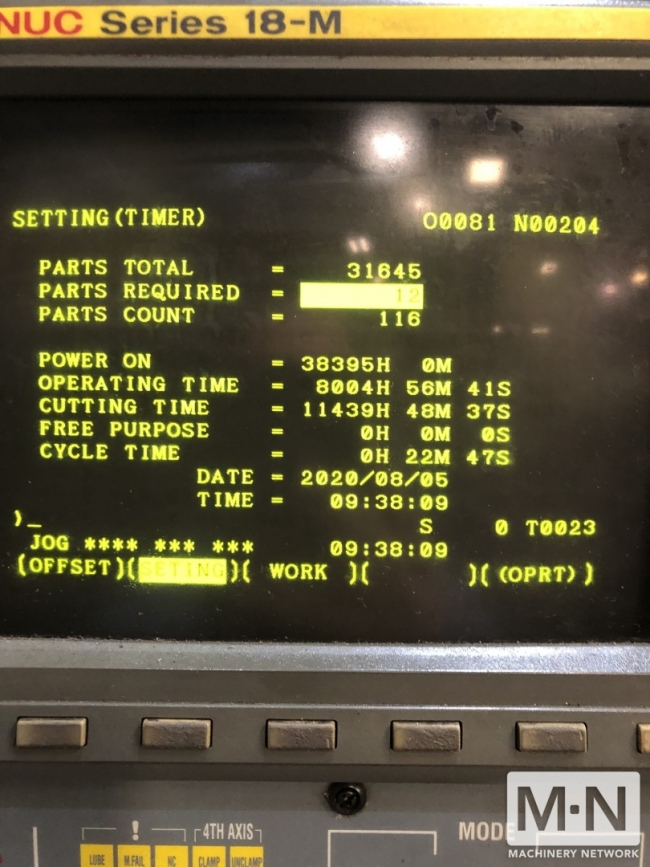 NUC Series 18-M
SETTING(TIMER) O0081 N00204
PARTS TOTAL = 31645
PARTS REQUIRED = 12
PARTS COUNT = 116
POWER ON = 38395H 0M
OPERATING TIME = 8004H 56M 41S
CUTTING TIME = 11439H 48M 37S
FREE PURPOSE = 0H 0M 0S
CYCLE TIME = 0H 22M 47S
DATE = 2020/08/05
TIME = 09:38:09
)_
S 0 T0023
JOG **** *** *** 09:38:09
(OFFSET)(SETING)( WORK )( )( (OPRT) )
! 4TH AXIS MODE
LUBE M.FAIL NC CLAMP UNCLAMP
M·N
MACHINERY NETWORK